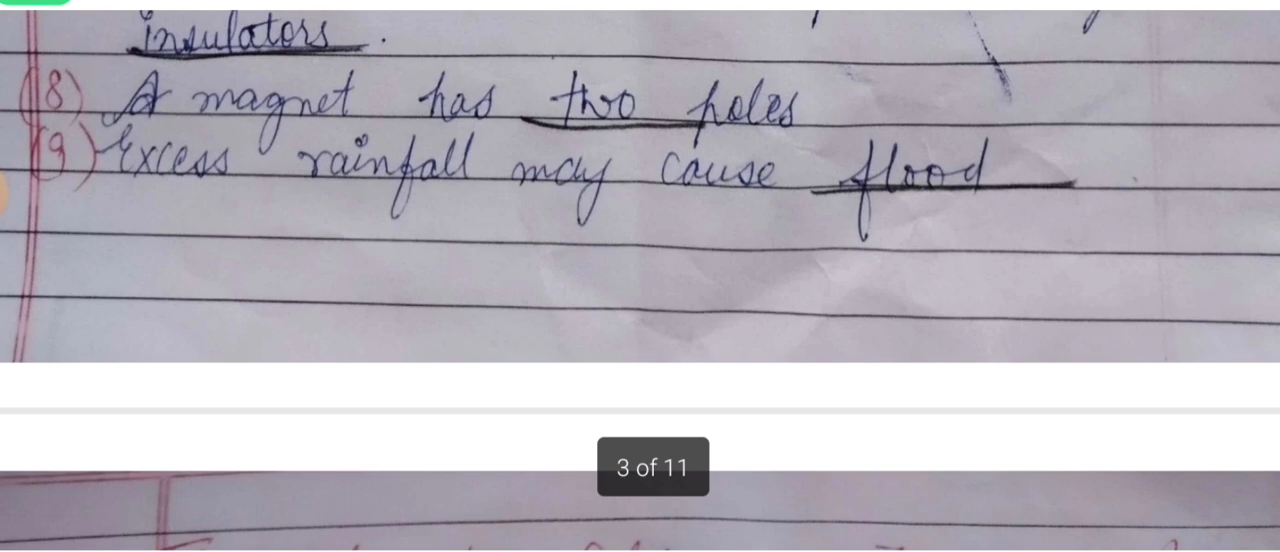 insulators.
(8) A magnet has two poles
(9) Excess rainfall may cause flood
3 of 11